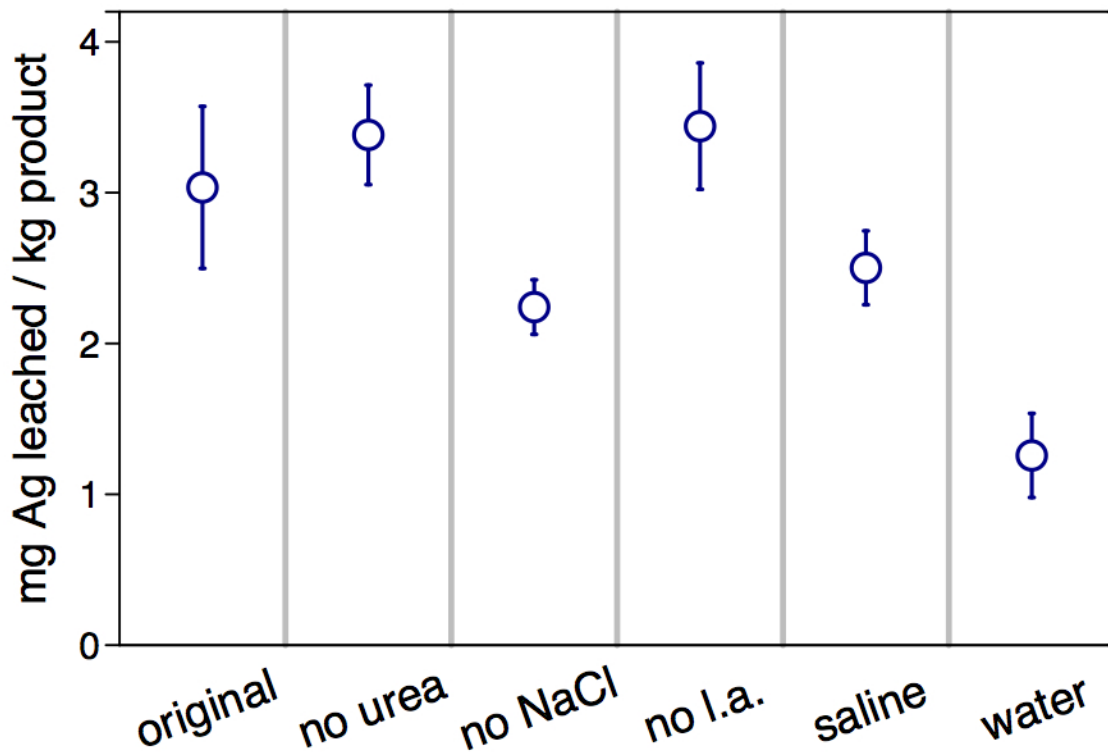 mg Ag leached / kg product
4
3
2
1
0
original
no urea
no NaCl
no l.a.
saline
water